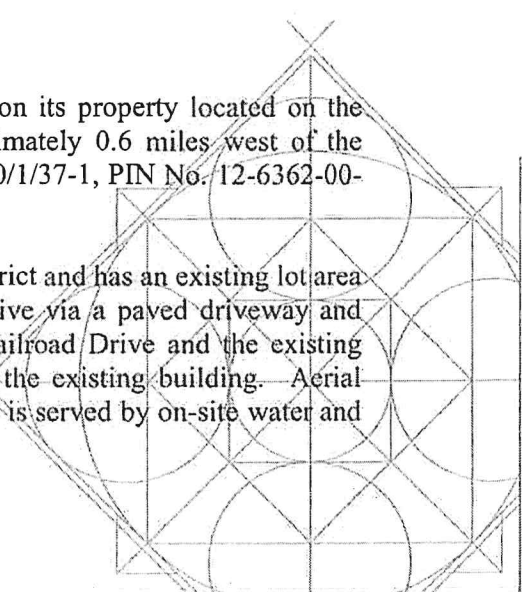 on its property located on the
imately 0.6 miles west of the
0/1/37-1, PIN No. 12-6362-00-
rict and has an existing lot area
ive via a paved driveway and
ailroad Drive and the existing
the existing building. Aerial
is served by on-site water and